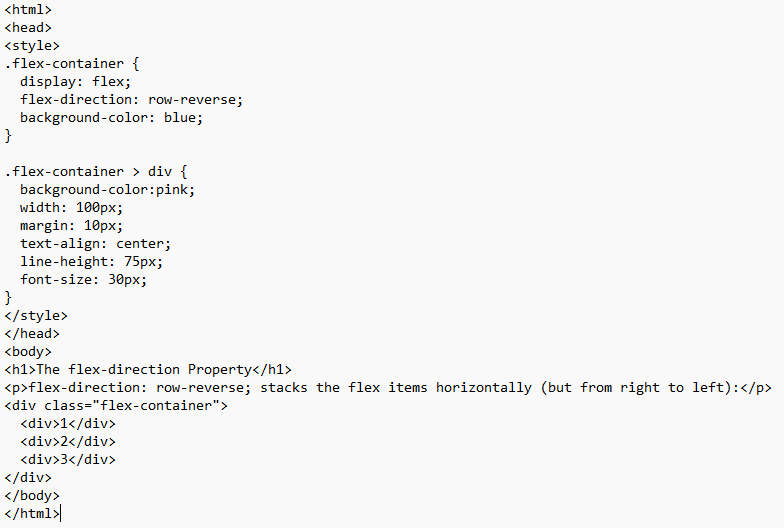 <html>
<head>
<style>
.flex-container {
  display: flex;
  flex-direction: row-reverse;
  background-color: blue;
}

.flex-container > div {
  background-color:pink;
  width: 100px;
  margin: 10px;
  text-align: center;
  line-height: 75px;
  font-size: 30px;
}
</style>
</head>
<body>
<h1>The flex-direction Property</h1>
<p>flex-direction: row-reverse; stacks the flex items horizontally (but from right to left):</p>
<div class="flex-container">
  <div>1</div>
  <div>2</div>
  <div>3</div>
</div>
</body>
</html>